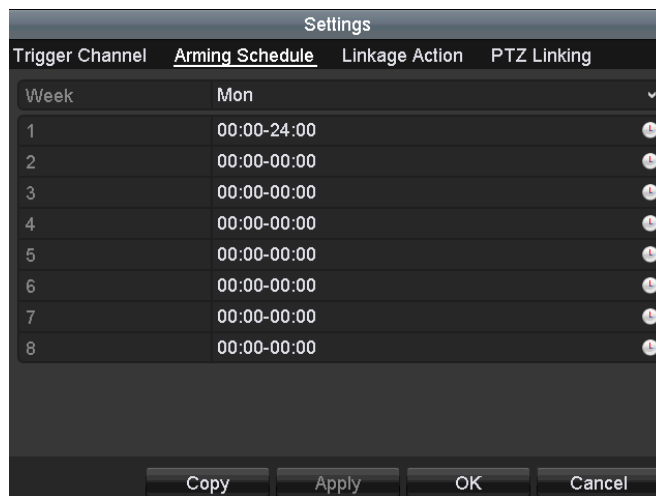 Settings
Trigger Channel Arming Schedule Linkage Action PTZ Linking
Week Mon
1 00:00-24:00
2 00:00-00:00
3 00:00-00:00
4 00:00-00:00
5 00:00-00:00
6 00:00-00:00
7 00:00-00:00
8 00:00-00:00
Copy Apply OK Cancel